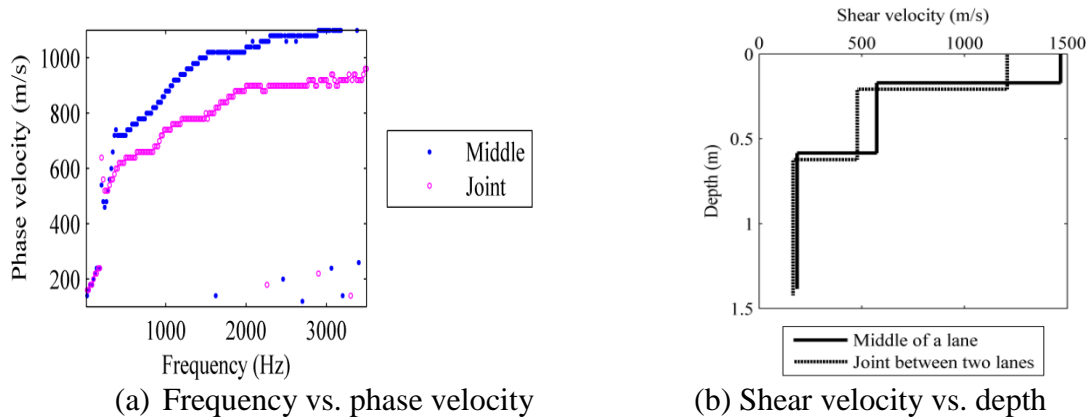 Phase velocity (m/s)
1000
800
600
400
200
1000 2000 3000
Frequency (Hz)
Middle
Joint
(a) Frequency vs. phase velocity
Shear velocity (m/s)
0 500 1000 1500
Depth (m)
0
0.5
1
1.5
Middle of a lane
Joint between two lanes
(b) Shear velocity vs. depth